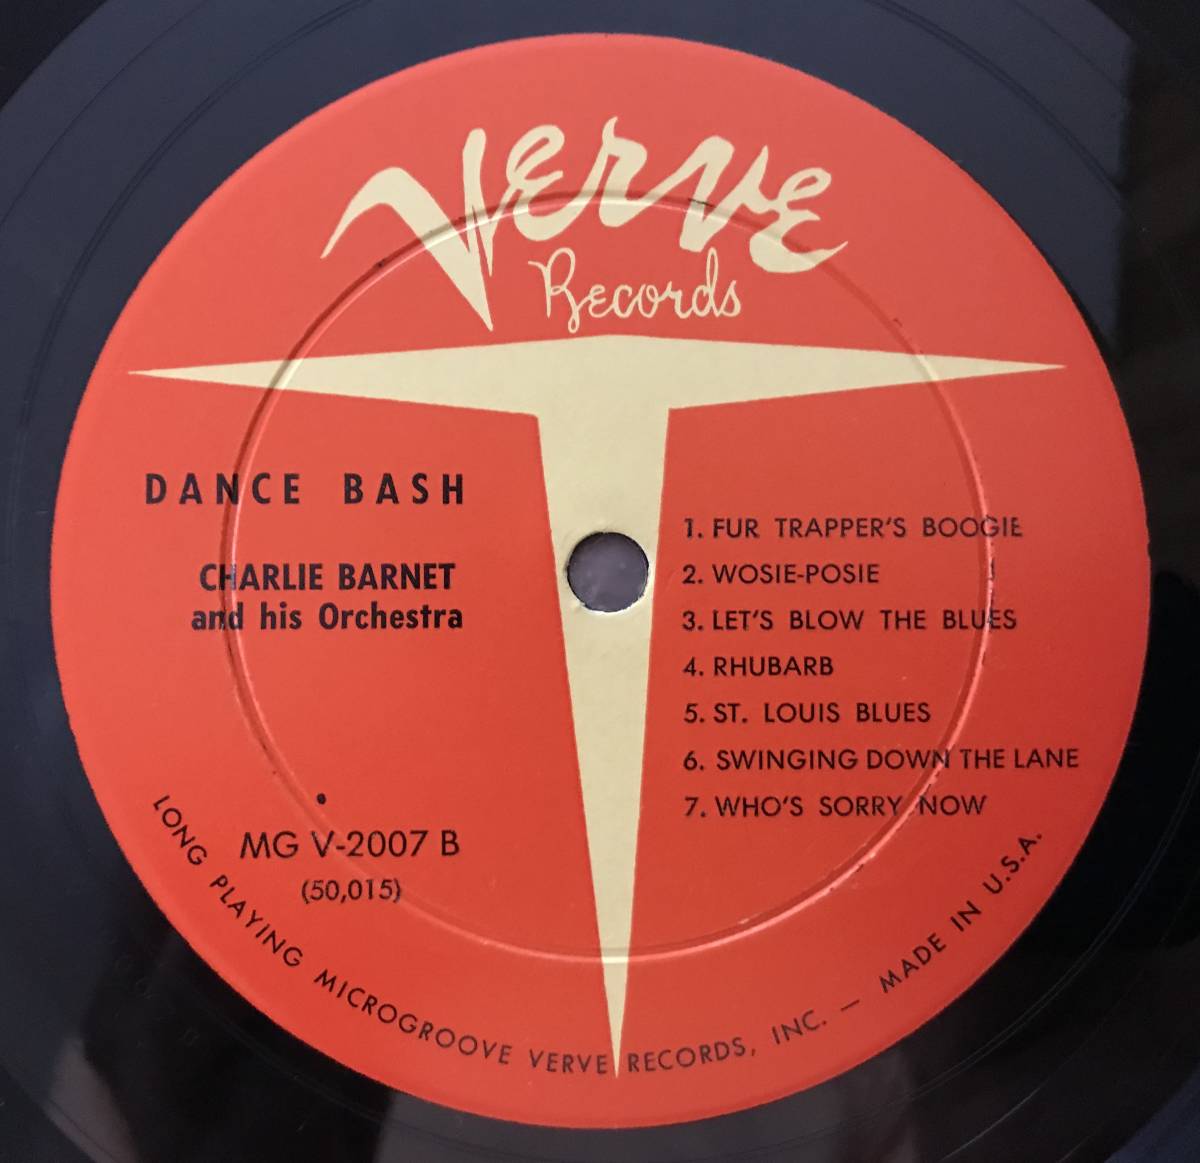 Verve
Records
DANCE BASH
CHARLIE BARNET
and his Orchestra
1. FUR TRAPPER'S BOOGIE
2. WOSIE-POSIE
3. LET'S BLOW THE BLUES
4. RHUBARB
5. ST. LOUIS BLUES
6. SWINGING DOWN THE LANE
7. WHO'S SORRY NOW
MG V-2007 B
(50,015)
LONG PLAYING MICROGROOVE VERVE RECORDS, INC. — MADE IN U.S.A.